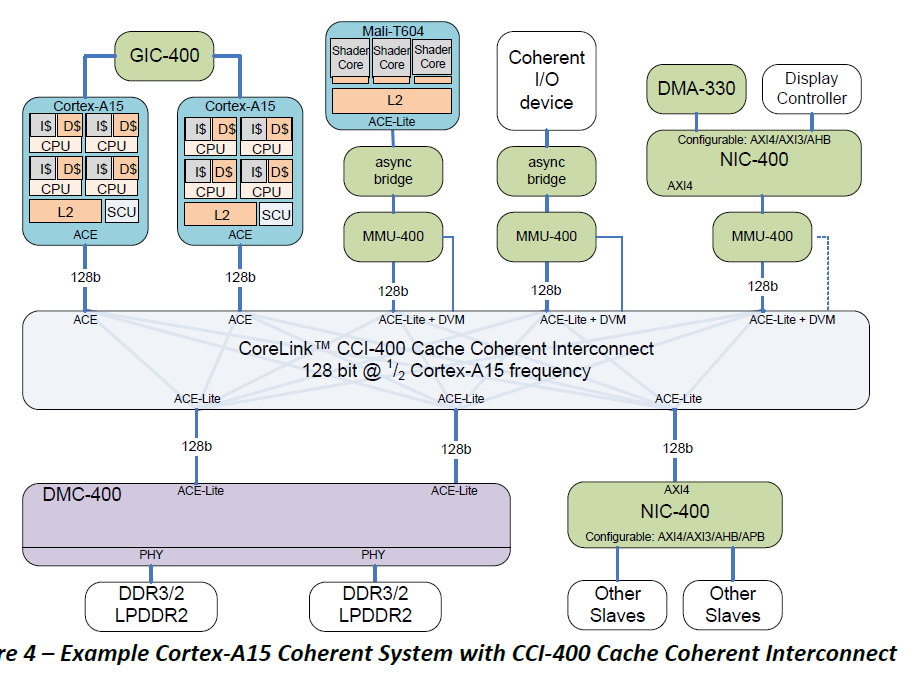 GIC-400
Mali-T604
Shader Core
Shader Core
Shader Core
L2
ACE-Lite
Coherent
I/O
device
DMA-330
Display
Controller
Cortex-A15
I$ D$ I$ D$
CPU CPU
I$ D$ I$ D$
CPU CPU
L2 SCU
ACE
Cortex-A15
I$ D$ I$ D$
CPU CPU
I$ D$ I$ D$
CPU CPU
L2 SCU
ACE
async
bridge
async
bridge
Configurable: AXI4/AXI3/AHB
NIC-400
AXI4
MMU-400
MMU-400
MMU-400
128b
128b
128b
128b
128b
ACE
ACE
ACE-Lite + DVM
ACE-Lite + DVM
ACE-Lite + DVM
CoreLink™ CCI-400 Cache Coherent Interconnect
128 bit @ 1/2 Cortex-A15 frequency
ACE-Lite
ACE-Lite
ACE-Lite
128b
128b
128b
DMC-400
ACE-Lite
ACE-Lite
PHY
PHY
AXI4
NIC-400
Configurable: AXI4/AXI3/AHB/APB
DDR3/2
LPDDR2
DDR3/2
LPDDR2
Other
Slaves
Other
Slaves
re 4 – Example Cortex-A15 Coherent System with CCI-400 Cache Coherent Interconnect